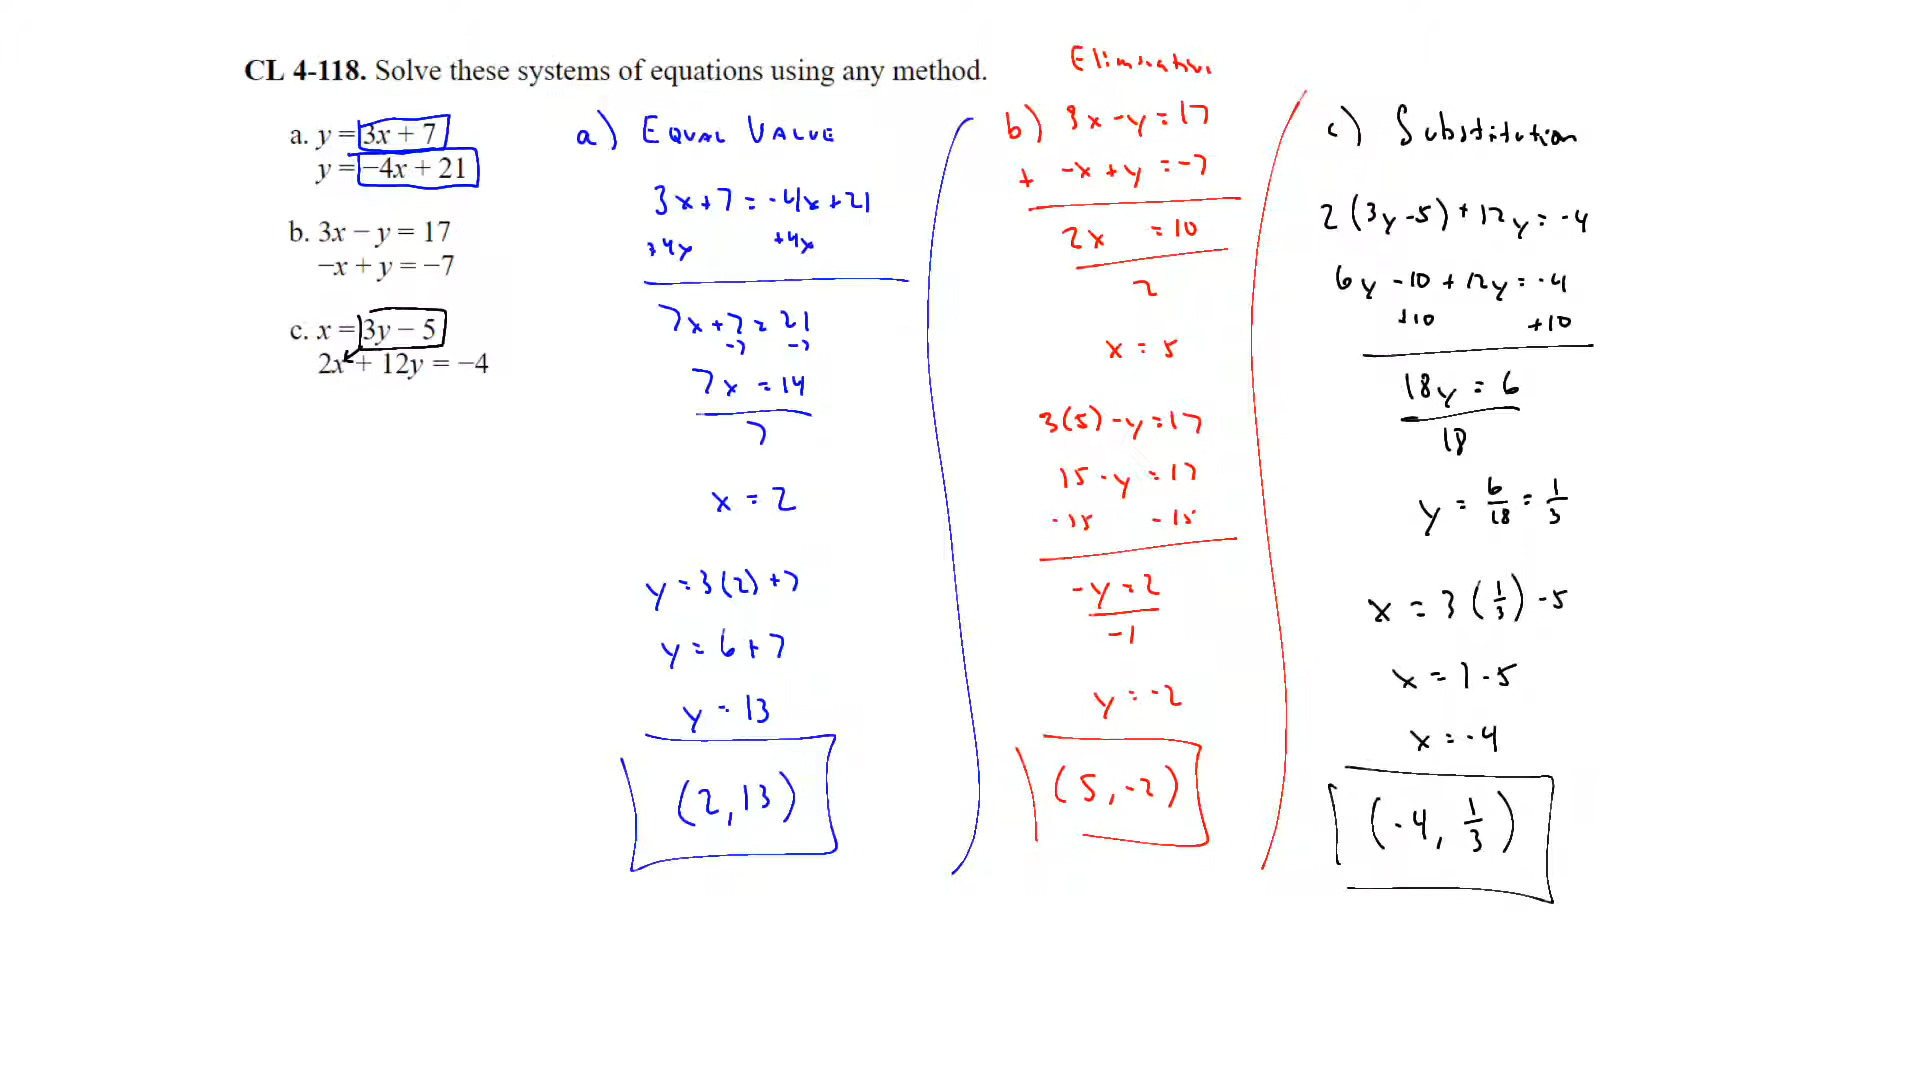 CL 4-118. Solve these systems of equations using any method.
a. y = 3x + 7
y = −4x + 21
b. 3x − y = 17
−x + y = −7
c. x = 3y − 5
2x + 12y = −4
a) EQUAL VALUE
3x+7 = -4x+21
+4x +4x
7x+7 = 21
-7 -7
7x = 14
7
x = 2
y = 3(2)+7
y = 6+7
y = 13
(2,13)
Elimination
b) 3x-y=17
+ -x+y=-7
2x = 10
2
x = 5
3(5)-y=17
15-y=17
-15 -15
-y=2
-1
y=-2
(5,-2)
c) Substitution
2(3y-5)+12y=-4
6y-10+12y=-4
+10 +10
18y = 6
18
y = 6/18 = 1/3
x = 3(1/3)-5
x = 1-5
x = -4
(-4, 1/3)